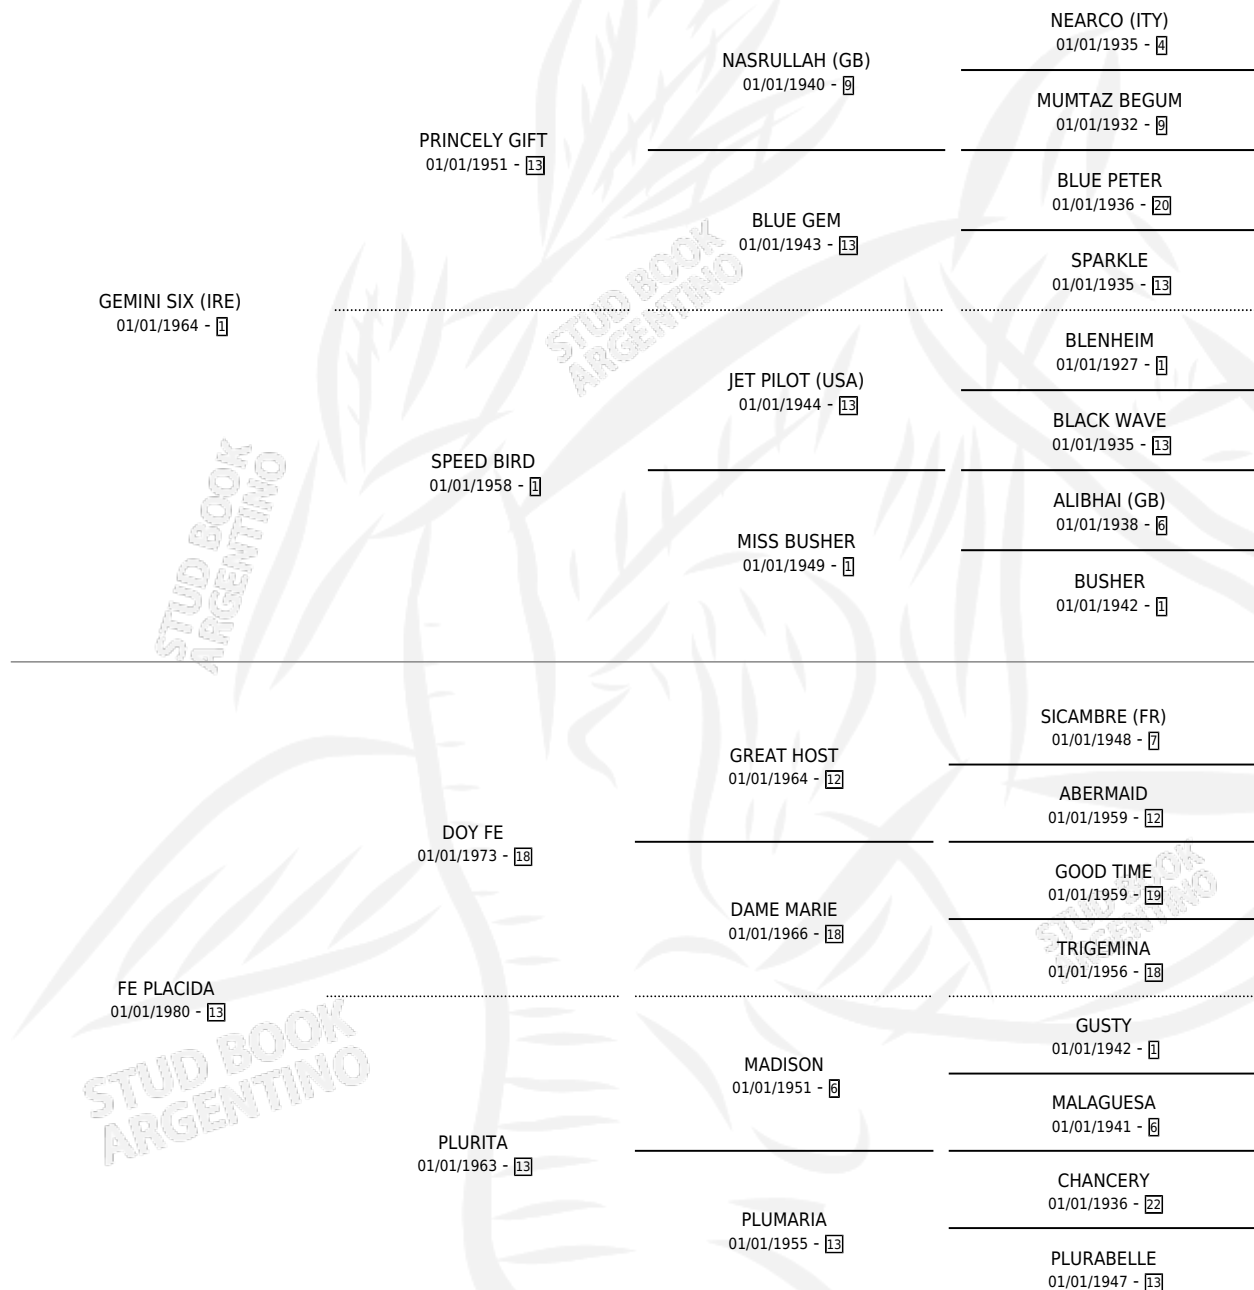 NEARCO (ITY)
01/01/1935 - 4
NASRULLAH (GB)
01/01/1940 - 9
MUMTAZ BEGUM
01/01/1932 - 9
PRINCELY GIFT
01/01/1951 - 13
BLUE PETER
01/01/1936 - 20
BLUE GEM
01/01/1943 - 13
SPARKLE
01/01/1935 - 13
GEMINI SIX (IRE)
01/01/1964 - 1
STUD BOOK
ARGENTINO
BLENHEIM
01/01/1927 - 1
JET PILOT (USA)
01/01/1944 - 13
BLACK WAVE
01/01/1935 - 13
SPEED BIRD
01/01/1958 - 1
ALIBHAI (GB)
01/01/1938 - 6
MISS BUSHER
01/01/1949 - 1
BUSHER
01/01/1942 - 1
STUD BOOK
ARGENTINO
SICAMBRE (FR)
01/01/1948 - 7
GREAT HOST
01/01/1964 - 12
ABERMAID
01/01/1959 - 12
DOY FE
01/01/1973 - 18
GOOD TIME
01/01/1959 - 19
DAME MARIE
01/01/1966 - 18
STUD BOOK
ARGENTINO
TRIGEMINA
01/01/1956 - 18
FE PLACIDA
01/01/1980 - 13
STUD BOOK
ARGENTINO
GUSTY
01/01/1942 - 1
MADISON
01/01/1951 - 6
MALAGUESA
01/01/1941 - 6
PLURITA
01/01/1963 - 13
CHANCERY
01/01/1936 - 22
PLUMARIA
01/01/1955 - 13
PLURABELLE
01/01/1947 - 13